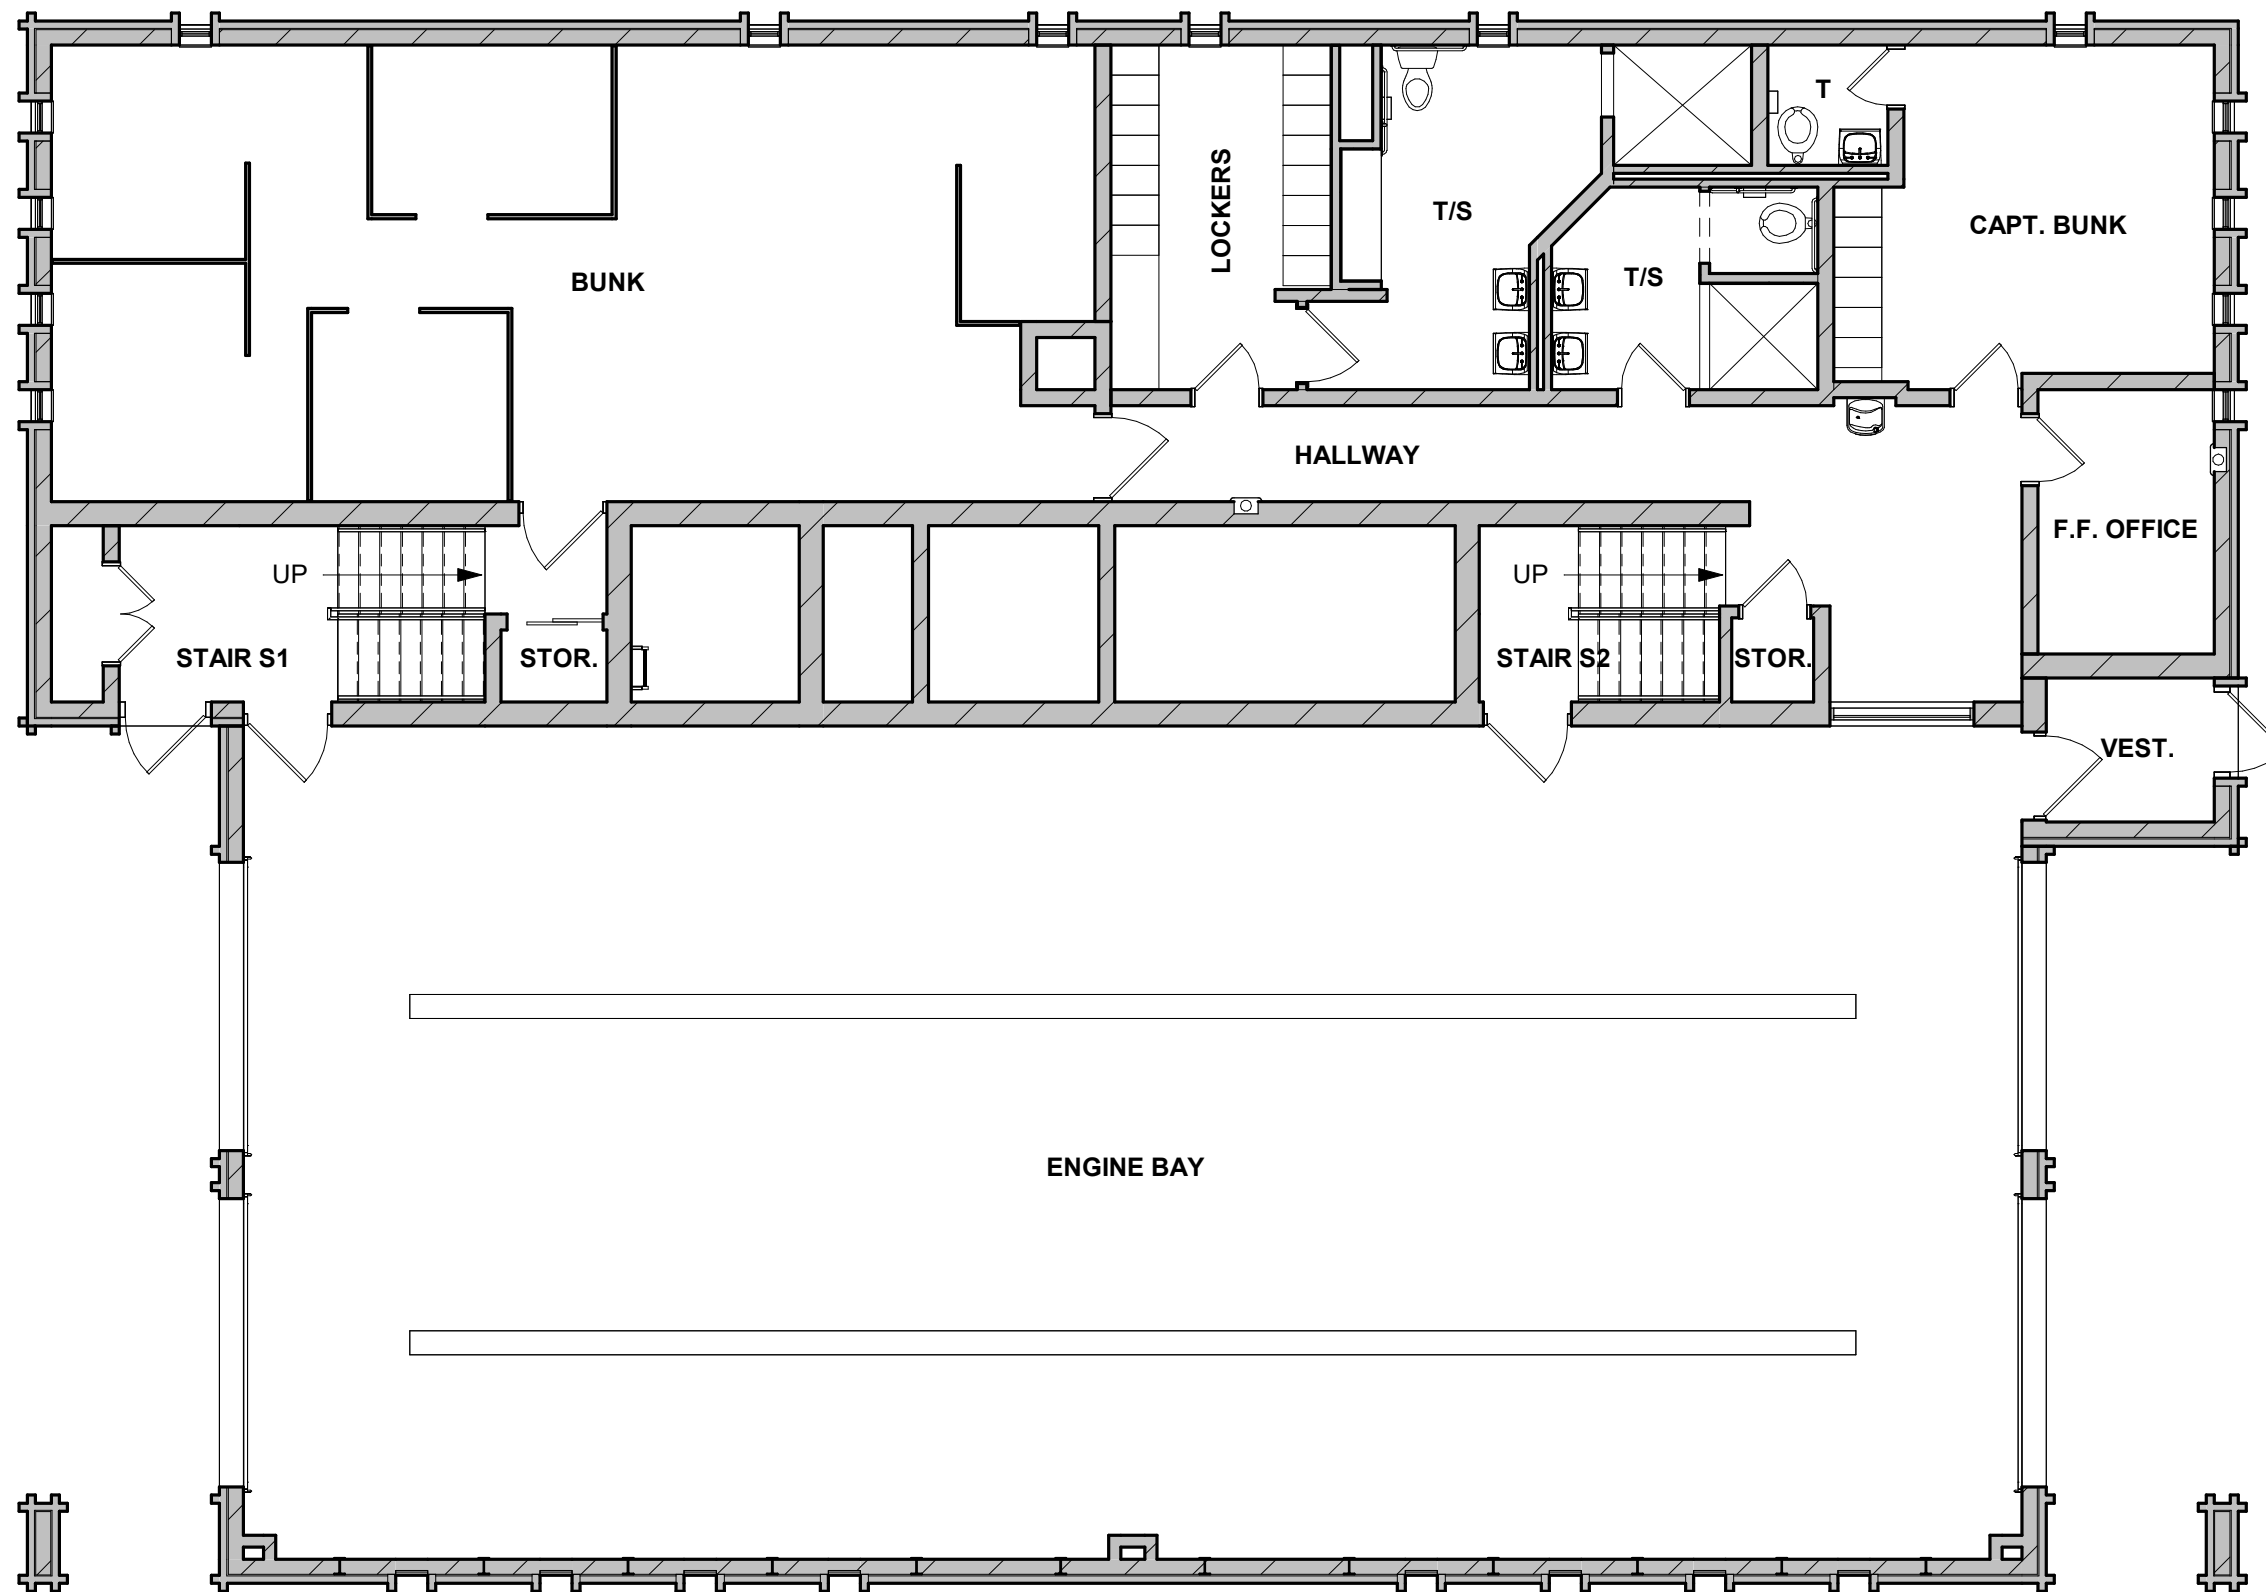 T
LOCKERS
T/S
CAPT. BUNK
BUNK
T/S
HALLWAY
F.F. OFFICE
UP
UP
STAIR S1
STOR.
STAIR S2
STOR.
VEST.
ENGINE BAY